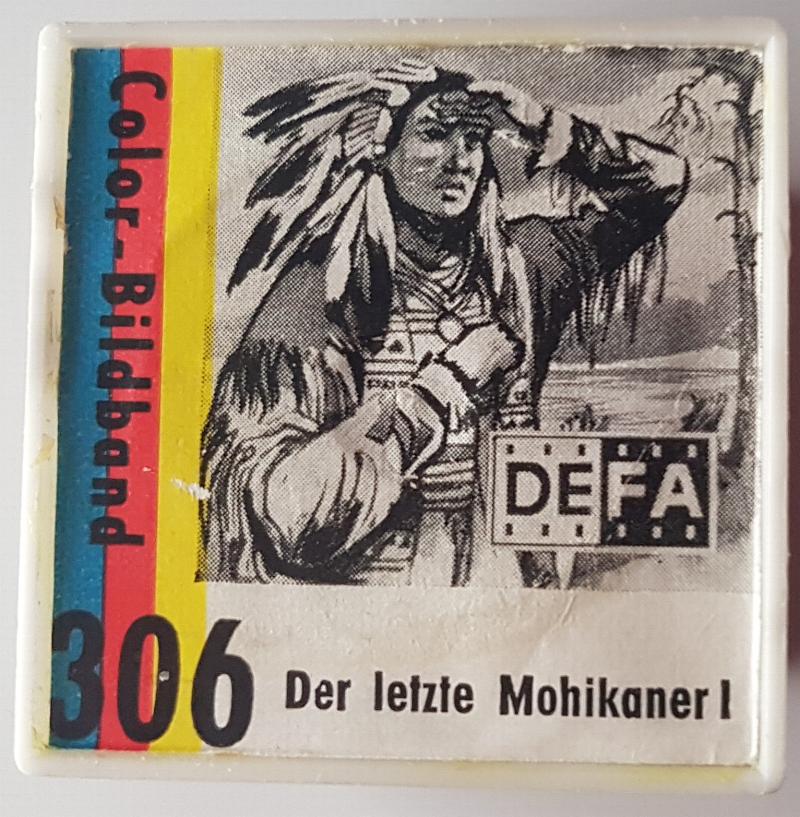 Color-Bildband
DEFA
306
Der letzte Mohikaner I